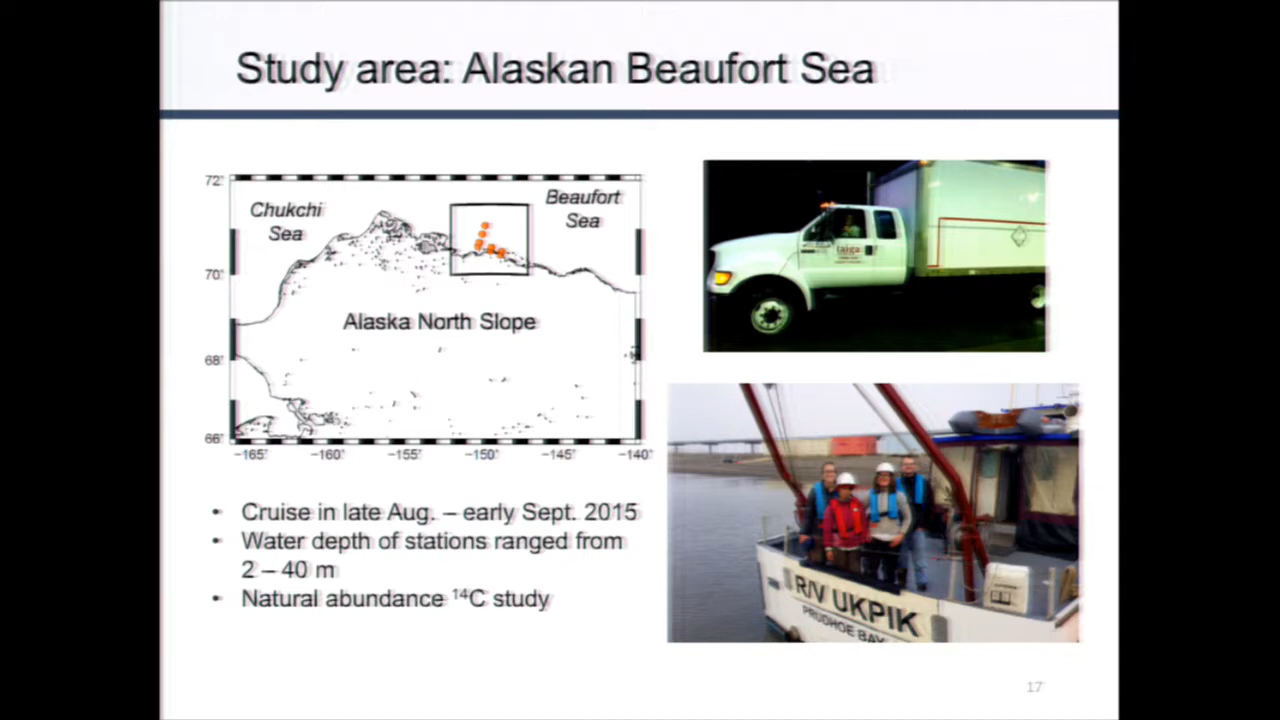 Study area: Alaskan Beaufort Sea
72°
70°
68°
66°
Chukchi
Sea
Beaufort
Sea
Alaska North Slope
−165° −160° −155° −150° −145° −140°
• Cruise in late Aug. – early Sept. 2015
• Water depth of stations ranged from
2 – 40 m
• Natural abundance ¹⁴C study
taiga
R/V UKPIK
PRUDHOE BAY
17